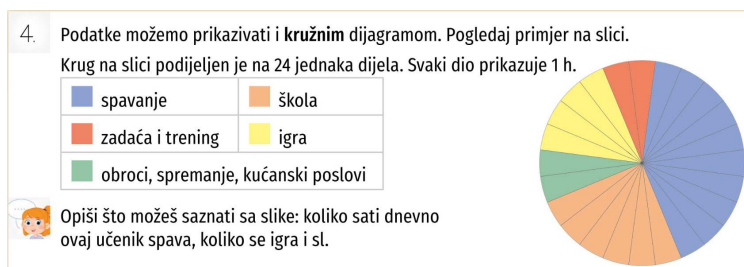 4. Podatke možemo prikazivati i kružnim dijagramom. Pogledaj primjer na slici.
Krug na slici podijeljen je na 24 jednaka dijela. Svaki dio prikazuje 1 h.
spavanje
škola
zadaća i trening
igra
obroci, spremanje, kućanski poslovi
Opiši što možeš saznati sa slike: koliko sati dnevno
ovaj učenik spava, koliko se igra i sl.